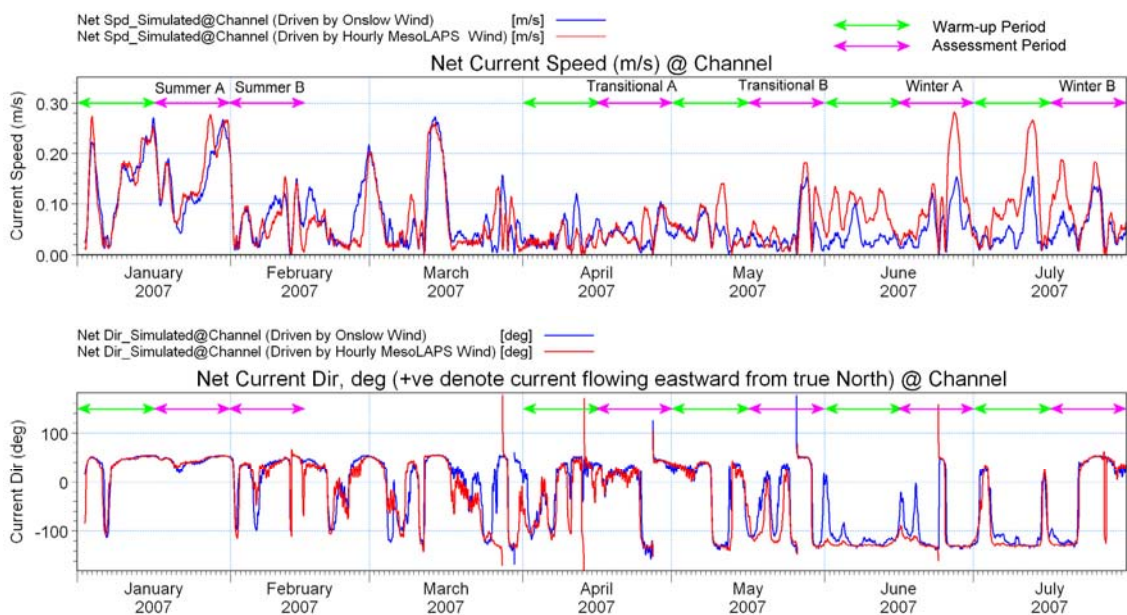 Net Spd_Simulated@Channel (Driven by Onslow Wind) [m/s]
Net Spd_Simulated@Channel (Driven by Hourly MesoLAPS Wind) [m/s]
Warm-up Period
Assessment Period
Net Current Speed (m/s) @ Channel
Summer A Summer B Transitional A Transitional B Winter A Winter B
0.30
0.20
0.10
0.00
Current Speed (m/s)
January February March April May June July
2007 2007 2007 2007 2007 2007 2007
Net Dir_Simulated@Channel (Driven by Onslow Wind) [deg]
Net Dir_Simulated@Channel (Driven by Hourly MesoLAPS Wind) [deg]
Net Current Dir, deg (+ve denote current flowing eastward from true North) @ Channel
100
0
-100
Current Dir (deg)
January February March April May June July
2007 2007 2007 2007 2007 2007 2007